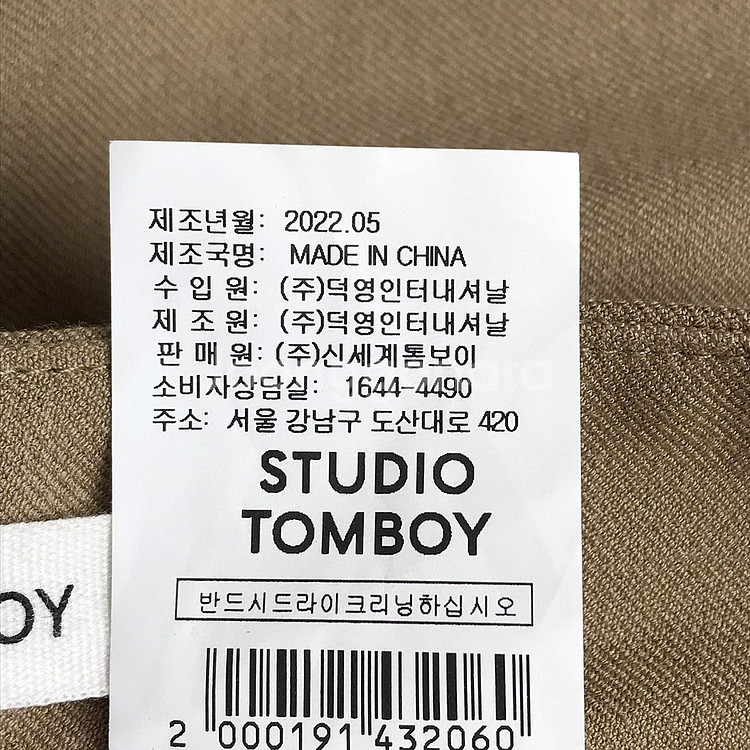 제조년월: 2022.05
제조국명: MADE IN CHINA
수 입 원: (주)덕영인터내셔날
제 조 원: (주)덕영인터내셔날
판 매 원: (주)신세계톰보이
소비자상담실: 1644-4490
주소: 서울 강남구 도산대로 420
STUDIO
TOMBOY
반드시드라이크리닝하십시오
OY
2 000191 432060